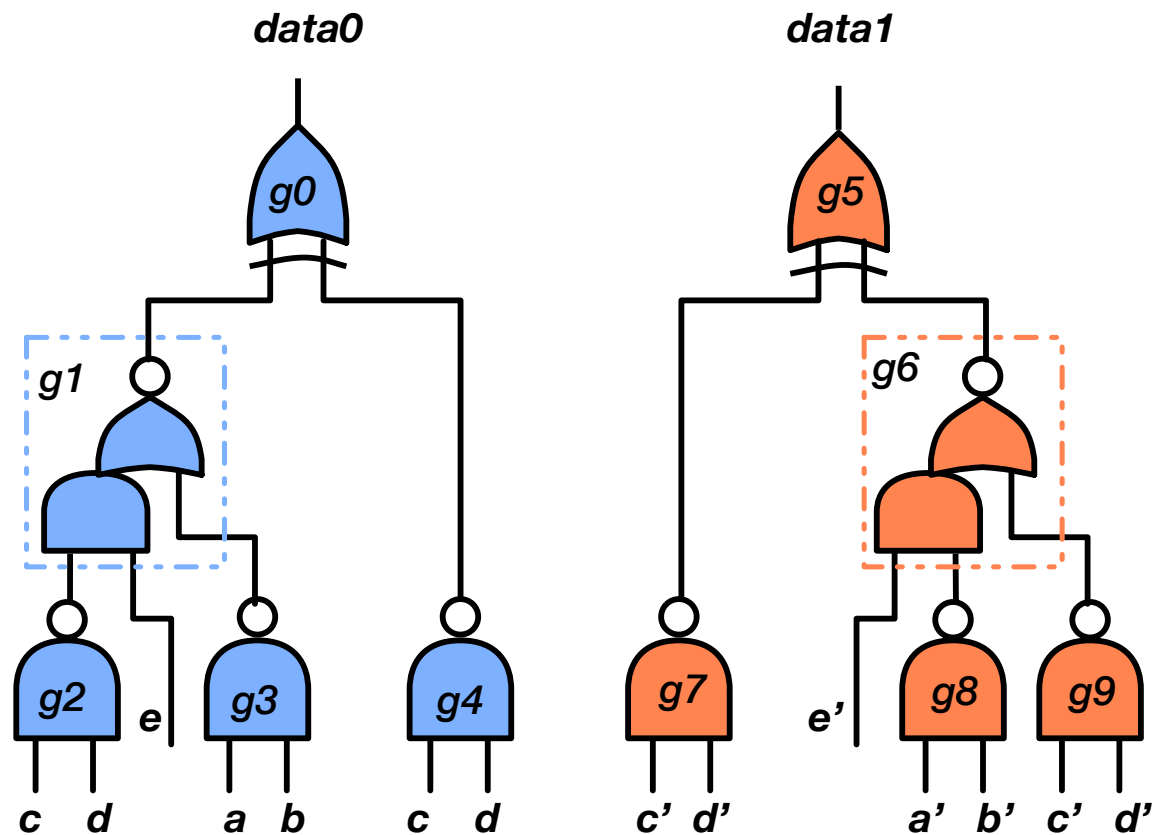 data0 data1
g0 g5
g1 g6
g2 e g3 g4 g7 e’ g8 g9
c d a b c d c’ d’ a’ b’ c’ d’